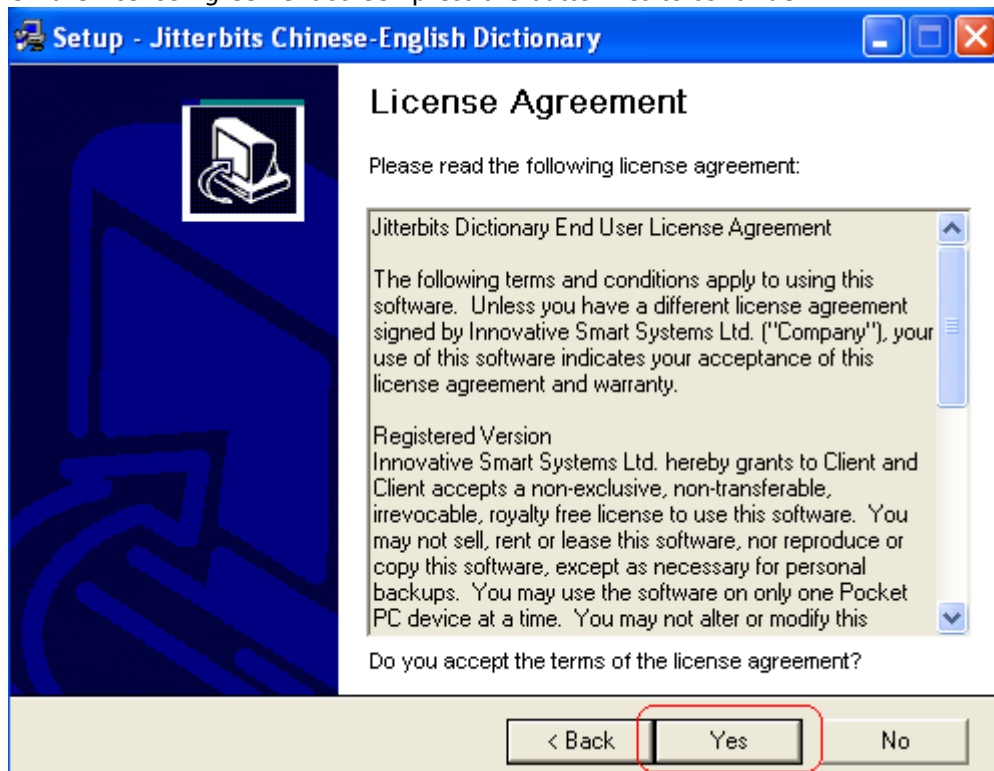 Setup - Jitterbits Chinese-English Dictionary
License Agreement
Please read the following license agreement:
Jitterbits Dictionary End User License Agreement
The following terms and conditions apply to using this
software.  Unless you have a different license agreement
signed by Innovative Smart Systems Ltd. ("Company"), your
use of this software indicates your acceptance of this
license agreement and warranty.
Registered Version
Innovative Smart Systems Ltd. hereby grants to Client and
Client accepts a non-exclusive, non-transferable,
irrevocable, royalty free license to use this software.  You
may not sell, rent or lease this software, nor reproduce or
copy this software, except as necessary for personal
backups.  You may use the software on only one Pocket
PC device at a time.  You may not alter or modify this
Do you accept the terms of the license agreement?
< Back
Yes
No